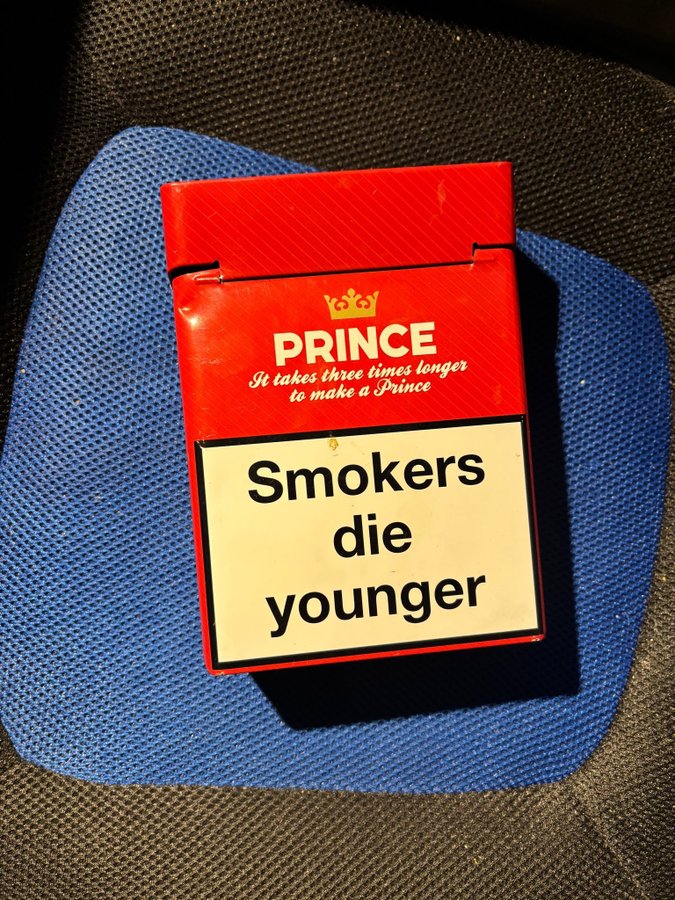 PRINCE
It takes three times longer
to make a Prince
Smokers
die
younger